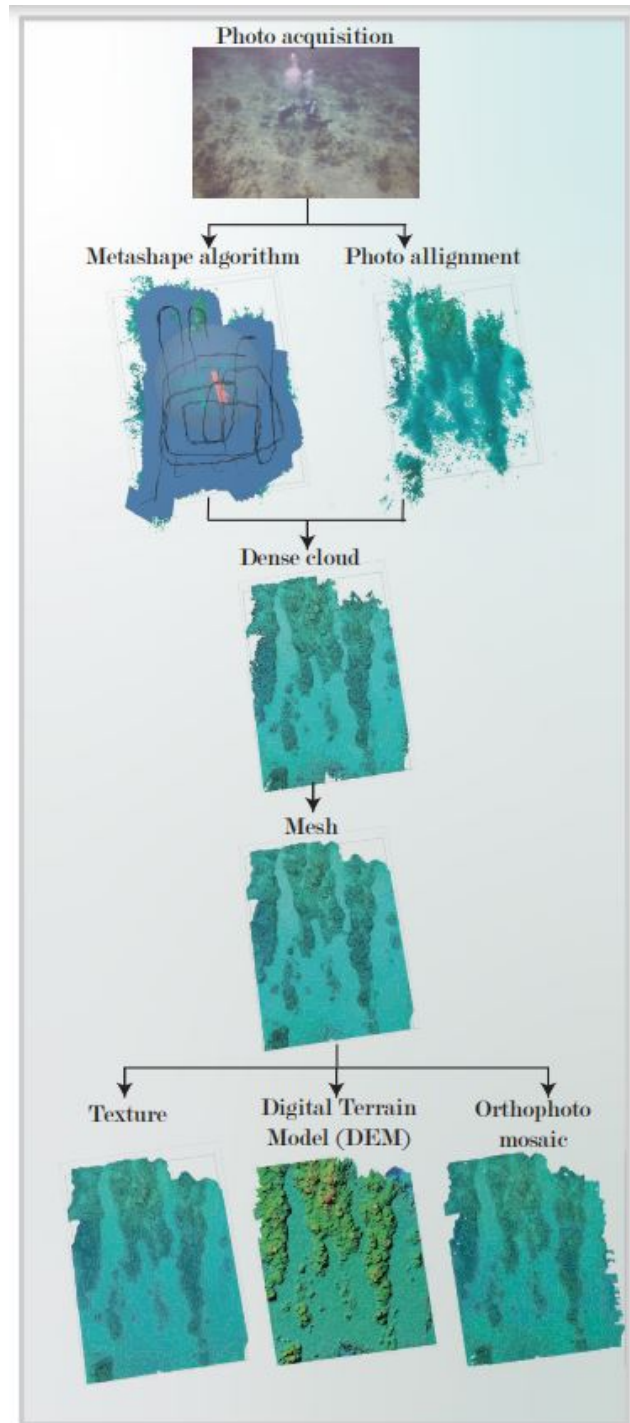 Photo acquisition
Metashape algorithm
Photo allignment
Dense cloud
Mesh
Texture
Digital Terrain
Model (DEM)
Orthophoto
mosaic